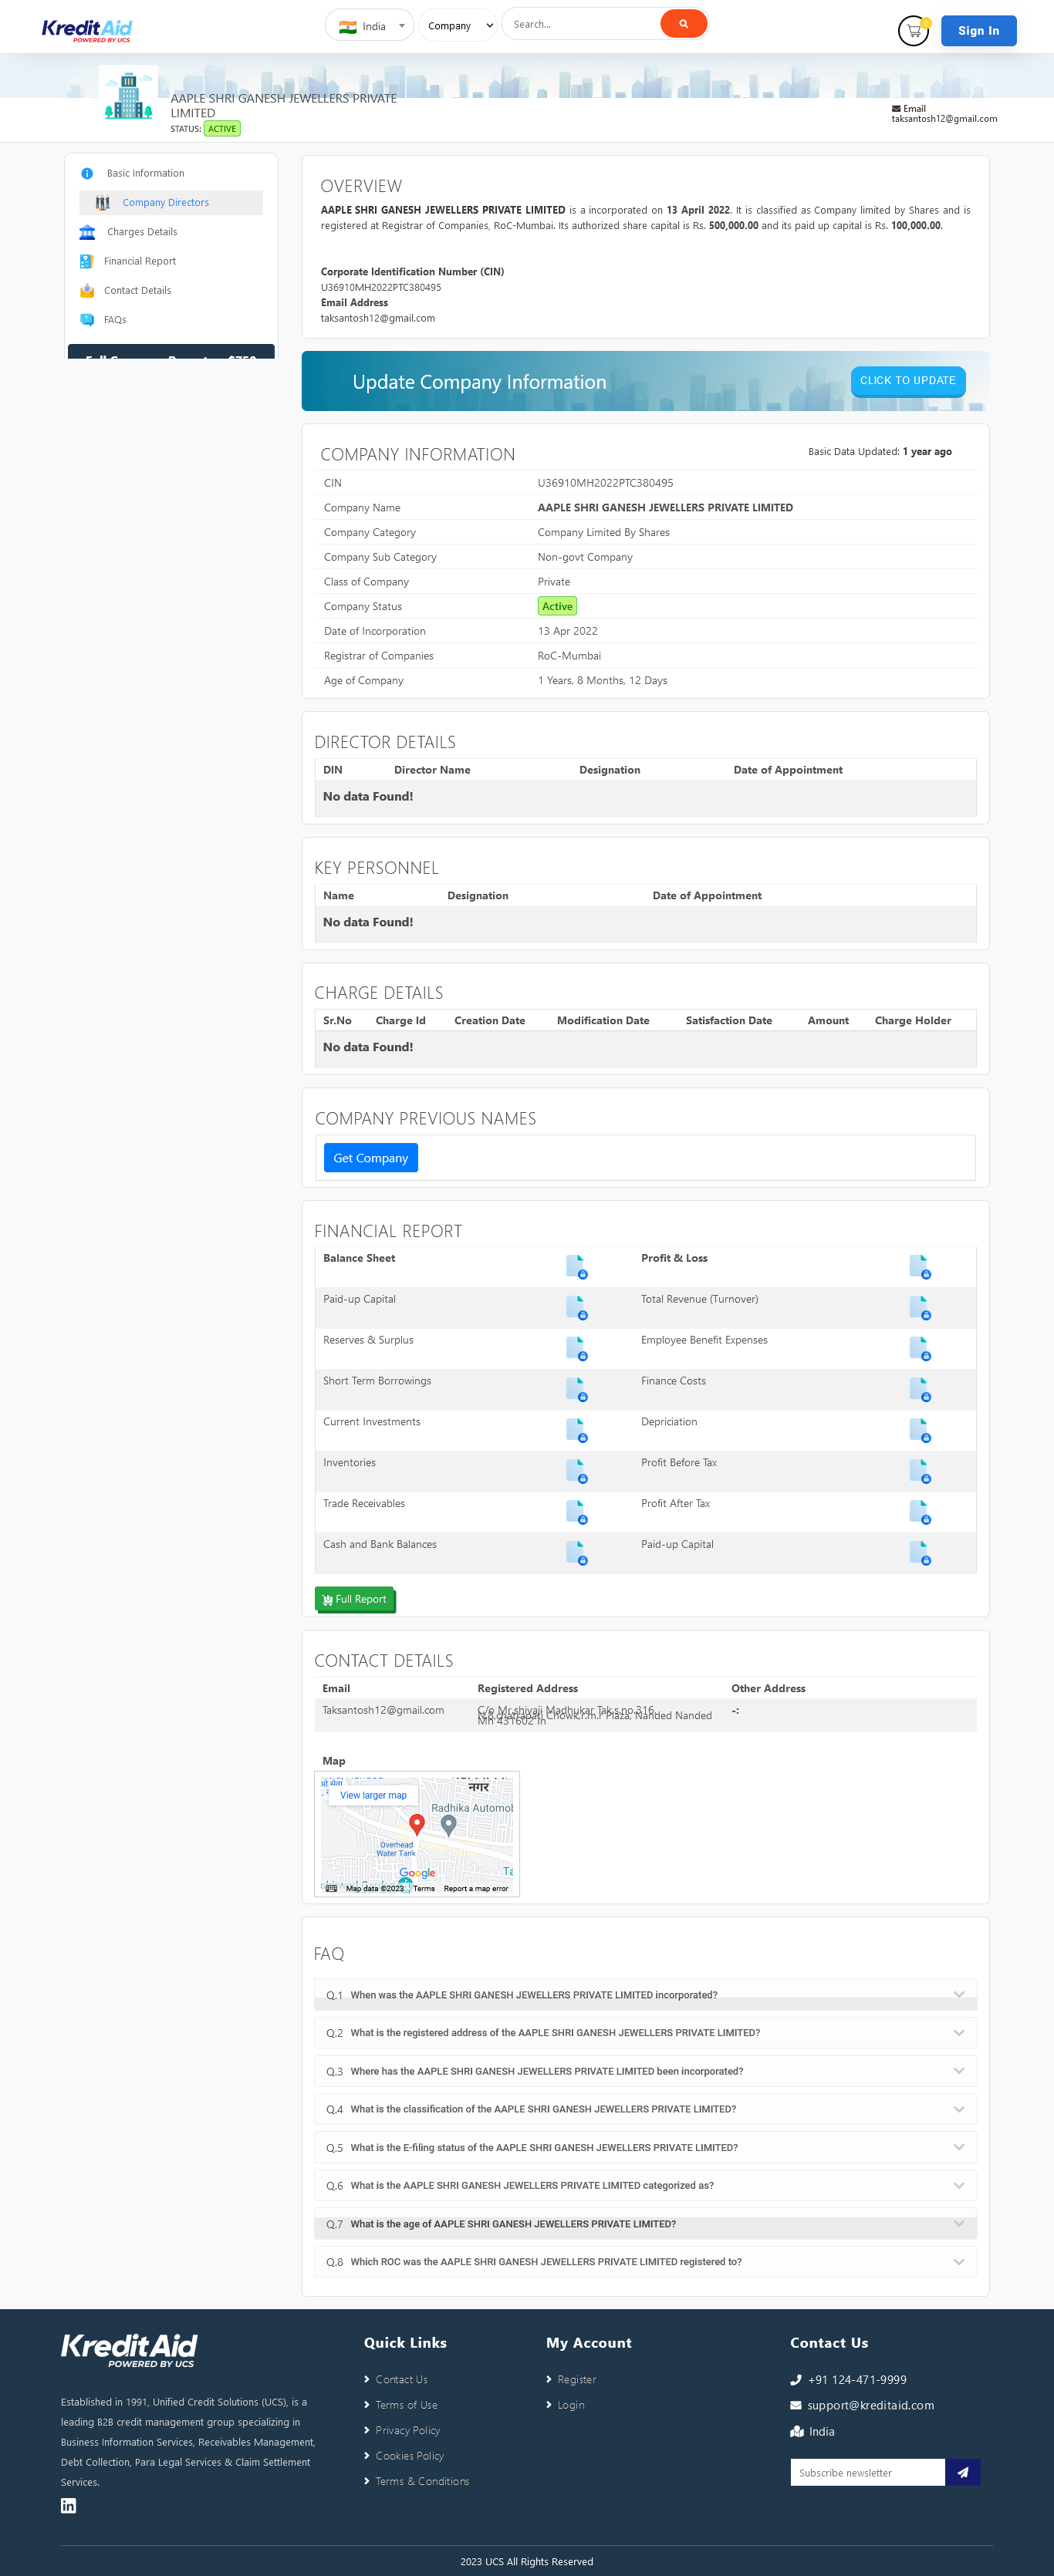 KreditAid
POWERED BY UCS
India
Company
Search...
0
Sign In
AAPLE SHRI GANESH JEWELLERS PRIVATE
LIMITED
STATUS: ACTIVE
Email
taksantosh12@gmail.com
Basic Information
Company Directors
Charges Details
Financial Report
Contact Details
FAQs
OVERVIEW
AAPLE SHRI GANESH JEWELLERS PRIVATE LIMITED is a incorporated on 13 April 2022. It is classified as Company limited by Shares and is
registered at Registrar of Companies, RoC-Mumbai. Its authorized share capital is Rs. 500,000.00 and its paid up capital is Rs. 100,000.00.
Corporate Identification Number (CIN)
U36910MH2022PTC380495
Email Address
taksantosh12@gmail.com
Update Company Information
CLICK TO UPDATE
COMPANY INFORMATION
Basic Data Updated: 1 year ago
CIN U36910MH2022PTC380495
Company Name AAPLE SHRI GANESH JEWELLERS PRIVATE LIMITED
Company Category Company Limited By Shares
Company Sub Category Non-govt Company
Class of Company Private
Company Status Active
Date of Incorporation 13 Apr 2022
Registrar of Companies RoC-Mumbai
Age of Company 1 Years, 8 Months, 12 Days
DIRECTOR DETAILS
DIN Director Name Designation Date of Appointment
No data Found!
KEY PERSONNEL
Name Designation Date of Appointment
No data Found!
CHARGE DETAILS
Sr.No Charge Id Creation Date Modification Date Satisfaction Date Amount Charge Holder
No data Found!
COMPANY PREVIOUS NAMES
Get Company
FINANCIAL REPORT
Balance Sheet Profit & Loss
Paid-up Capital Total Revenue (Turnover)
Reserves & Surplus Employee Benefit Expenses
Short Term Borrowings Finance Costs
Current Investments Depriciation
Inventories Profit Before Tax
Trade Receivables Profit After Tax
Cash and Bank Balances Paid-up Capital
Full Report
CONTACT DETAILS
Email Registered Address Other Address
Taksantosh12@gmail.com C/o Mr.shivaji Madhukar Tak,s.no.316, -:
Chowk,r.m.r Plaza, Nanded Nanded
Mh 431602 In
Map
नगर
View larger map
Radhika Automob
Overhead
Water Tank
Google
Ta
Map data ©2023 Terms Report a map error
FAQ
Q.1 When was the AAPLE SHRI GANESH JEWELLERS PRIVATE LIMITED incorporated?
Q.2 What is the registered address of the AAPLE SHRI GANESH JEWELLERS PRIVATE LIMITED?
Q.3 Where has the AAPLE SHRI GANESH JEWELLERS PRIVATE LIMITED been incorporated?
Q.4 What is the classification of the AAPLE SHRI GANESH JEWELLERS PRIVATE LIMITED?
Q.5 What is the E-filing status of the AAPLE SHRI GANESH JEWELLERS PRIVATE LIMITED?
Q.6 What is the AAPLE SHRI GANESH JEWELLERS PRIVATE LIMITED categorized as?
Q.7 What is the age of AAPLE SHRI GANESH JEWELLERS PRIVATE LIMITED?
Q.8 Which ROC was the AAPLE SHRI GANESH JEWELLERS PRIVATE LIMITED registered to?
KreditAid
POWERED BY UCS
Established in 1991, Unified Credit Solutions (UCS), is a
leading B2B credit management group specializing in
Business Information Services, Receivables Management,
Debt Collection, Para Legal Services & Claim Settlement
Services.
Quick Links
Contact Us
Terms of Use
Privacy Policy
Cookies Policy
Terms & Conditions
My Account
Register
Login
Contact Us
+91 124-471-9999
support@kreditaid.com
India
Subscribe newsletter
2023 UCS All Rights Reserved